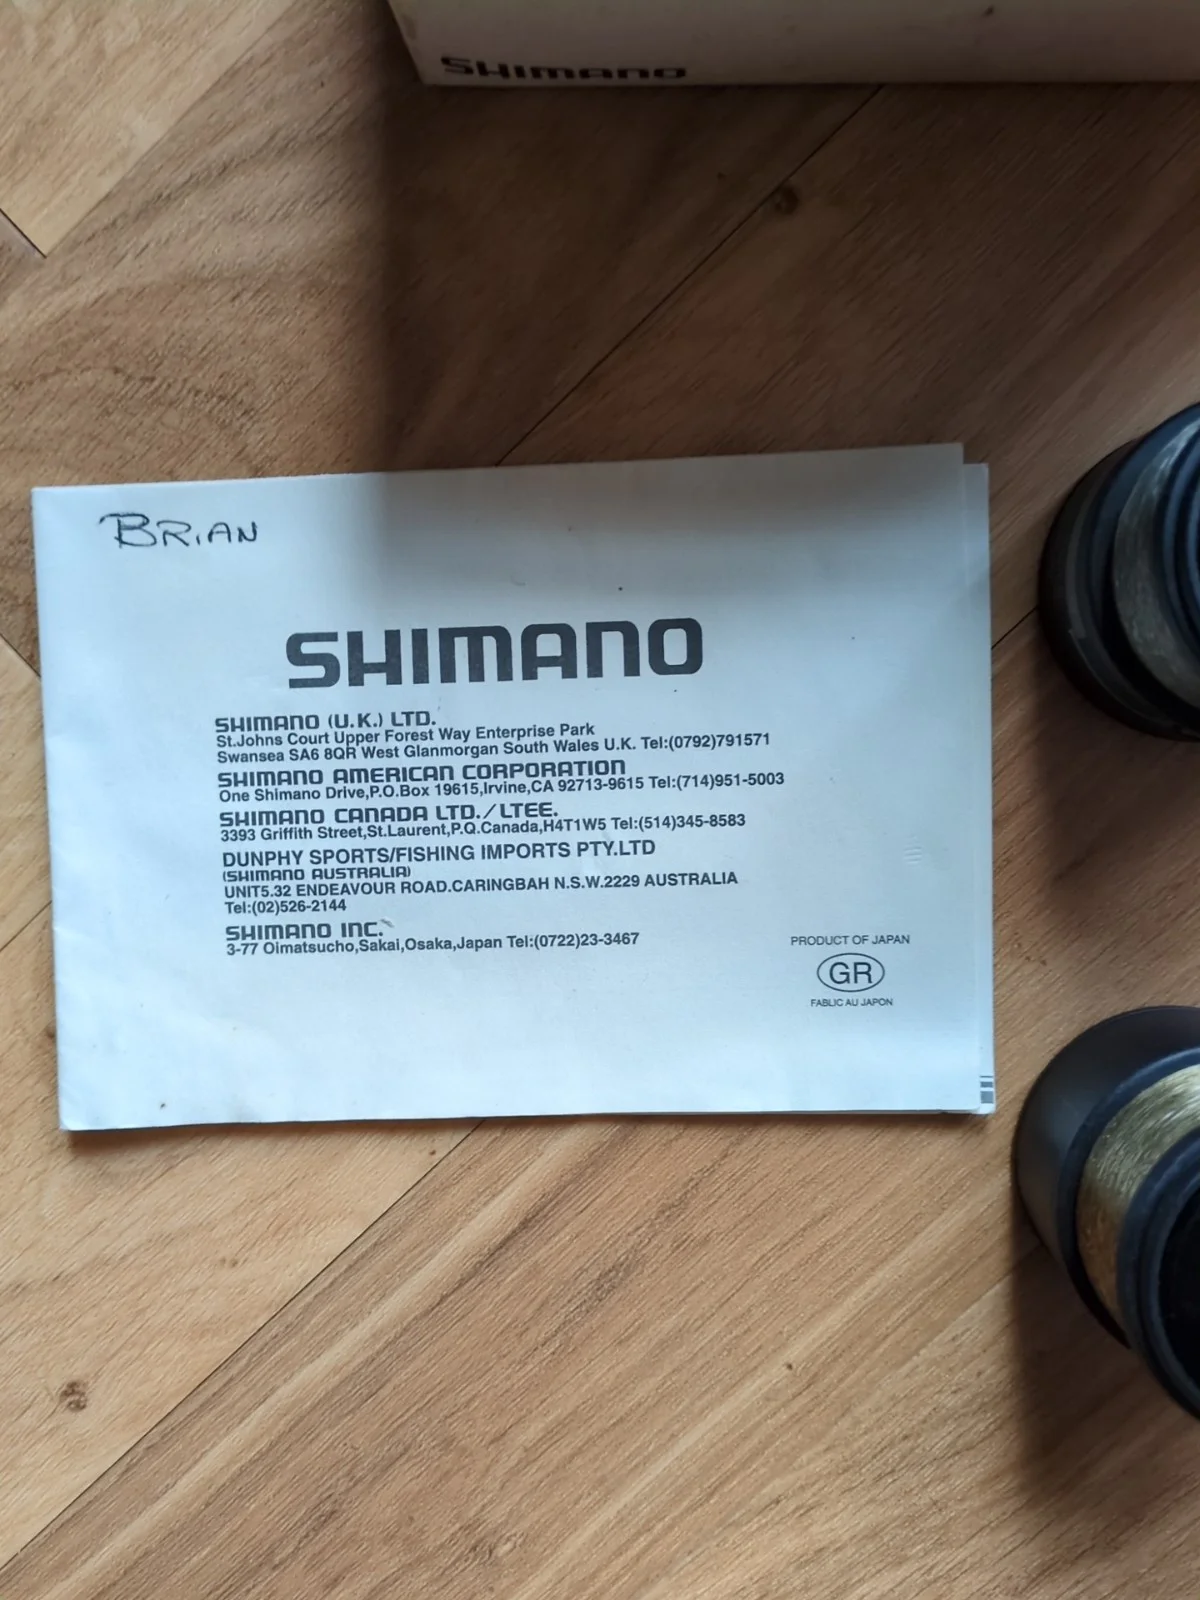 SHIMANO
BRIAN
SHIMANO
SHIMANO (U.K.) LTD.
St.Johns Court Upper Forest Way Enterprise Park
Swansea SA6 8QR West Glanmorgan South Wales U.K. Tel:(0792)791571
SHIMANO AMERICAN CORPORATION
One Shimano Drive,P.O.Box 19615,Irvine,CA 92713-9615 Tel:(714)951-5003
SHIMANO CANADA LTD./LTEE.
3393 Griffith Street,St.Laurent,P.Q.Canada,H4T1W5 Tel:(514)345-8583
DUNPHY SPORTS/FISHING IMPORTS PTY.LTD
(SHIMANO AUSTRALIA)
UNIT5.32 ENDEAVOUR ROAD.CARINGBAH N.S.W.2229 AUSTRALIA
Tel:(02)526-2144
SHIMANO INC.
3-77 Oimatsucho,Sakai,Osaka,Japan Tel:(0722)23-3467
PRODUCT OF JAPAN
GR
FABLIC AU JAPON